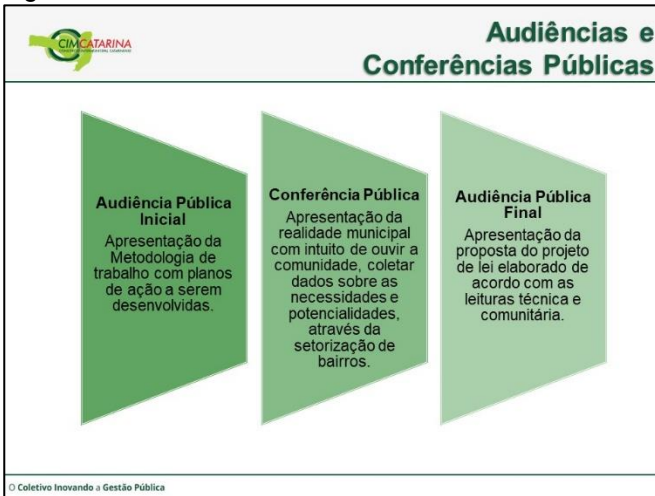 CIMCATARINA
Audiências e
Conferências Públicas
Audiência Pública
Inicial
Apresentação da
Metodologia de
trabalho com planos
de ação a serem
desenvolvidas.
Conferência Pública
Apresentação da
realidade municipal
com intuito de ouvir a
comunidade, coletar
dados sobre as
necessidades e
potencialidades,
através da
setorização de
bairros.
Audiência Pública
Final
Apresentação da
proposta do projeto
de lei elaborado de
acordo com as
leituras técnica e
comunitária.
O Coletivo Inovando a Gestão Pública